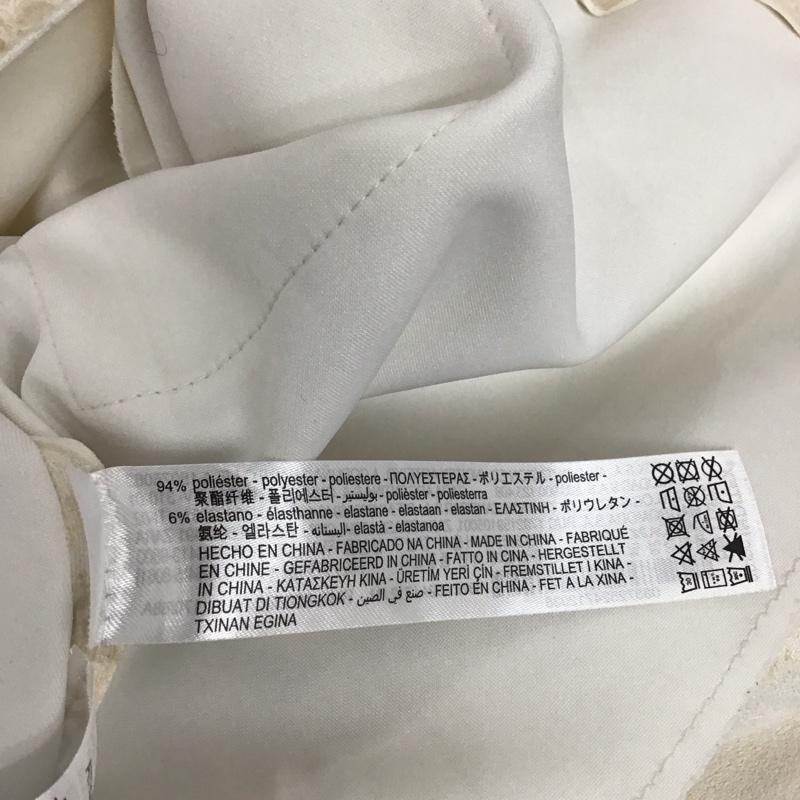 94% poliéster - polyester - poliestere - ΠΟΛΥΕΣΤΕΡΑΣ - ポリエステル - poliester -
聚酯纤维 - 폴리에스터 - بوليستير - polièster - poliesterra
6% elastano - élasthanne - elastane - elastaan - elastan - ΕΛΑΣΤΙΝΗ - ポリウレタン -
氨纶 - 엘라스탄 - اليستانه - elastà - elastanoa
HECHO EN CHINA - FABRICADO NA CHINA - MADE IN CHINA - FABRIQUÉ
EN CHINE - GEFABRICEERD IN CHINA - FATTO IN CINA - HERGESTELLT
IN CHINA - ΚΑΤΑΣΚΕΥΗ ΚΙΝΑ - ÜRETİM YERİ ÇİN - FREMSTILLET I KINA -
DIBUAT DI TIONGKOK - صنع في الصين - FEITO EN CHINA - FET A LA XINA -
TXINAN EGINA